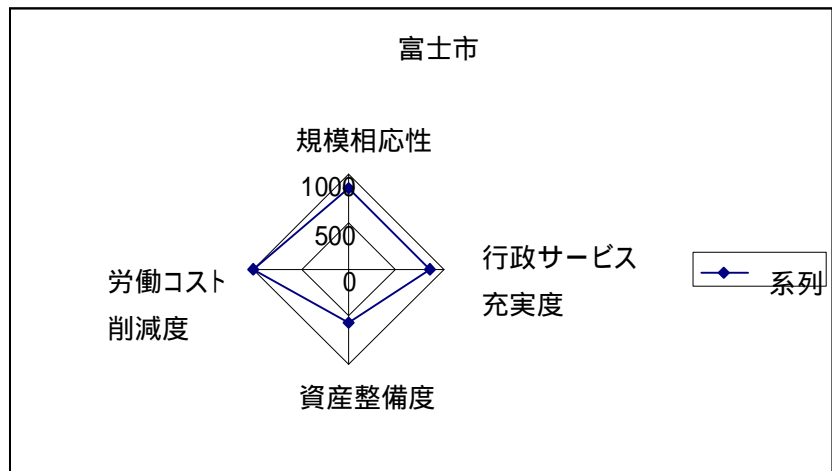 富士市
規模相応性
1000
500
0
行政サービス
充実度
労働コスト
削減度
資産整備度
系列